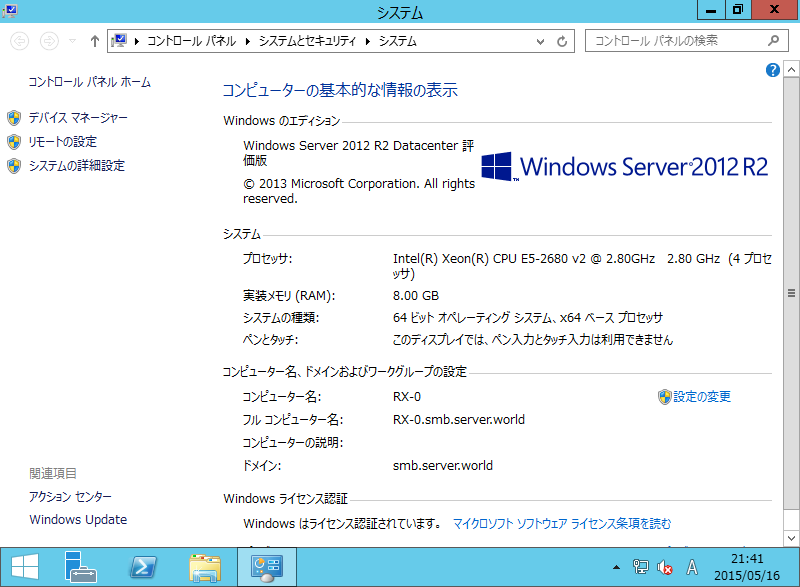 システム
コントロール パネル ▸ システムとセキュリティ ▸ システム
コントロール パネルの検索
コントロール パネル ホーム
デバイス マネージャー
リモートの設定
システムの詳細設定
コンピューターの基本的な情報の表示
Windows のエディション
Windows Server 2012 R2 Datacenter 評
価版
© 2013 Microsoft Corporation. All rights
reserved.
Windows Server 2012 R2
システム
プロセッサ: Intel(R) Xeon(R) CPU E5-2680 v2 @ 2.80GHz 2.80 GHz (4 プロセ
ッサ)
実装メモリ (RAM): 8.00 GB
システムの種類: 64 ビット オペレーティング システム、x64 ベース プロセッサ
ペンとタッチ: このディスプレイでは、ペン入力とタッチ入力は利用できません
コンピューター名、ドメインおよびワークグループの設定
コンピューター名: RX-0 設定の変更
フル コンピューター名: RX-0.smb.server.world
コンピューターの説明:
ドメイン: smb.server.world
Windows ライセンス認証
Windows はライセンス認証されています。 マイクロソフト ソフトウェア ライセンス条項を読む
関連項目
アクション センター
Windows Update
A
21:41
2015/05/16